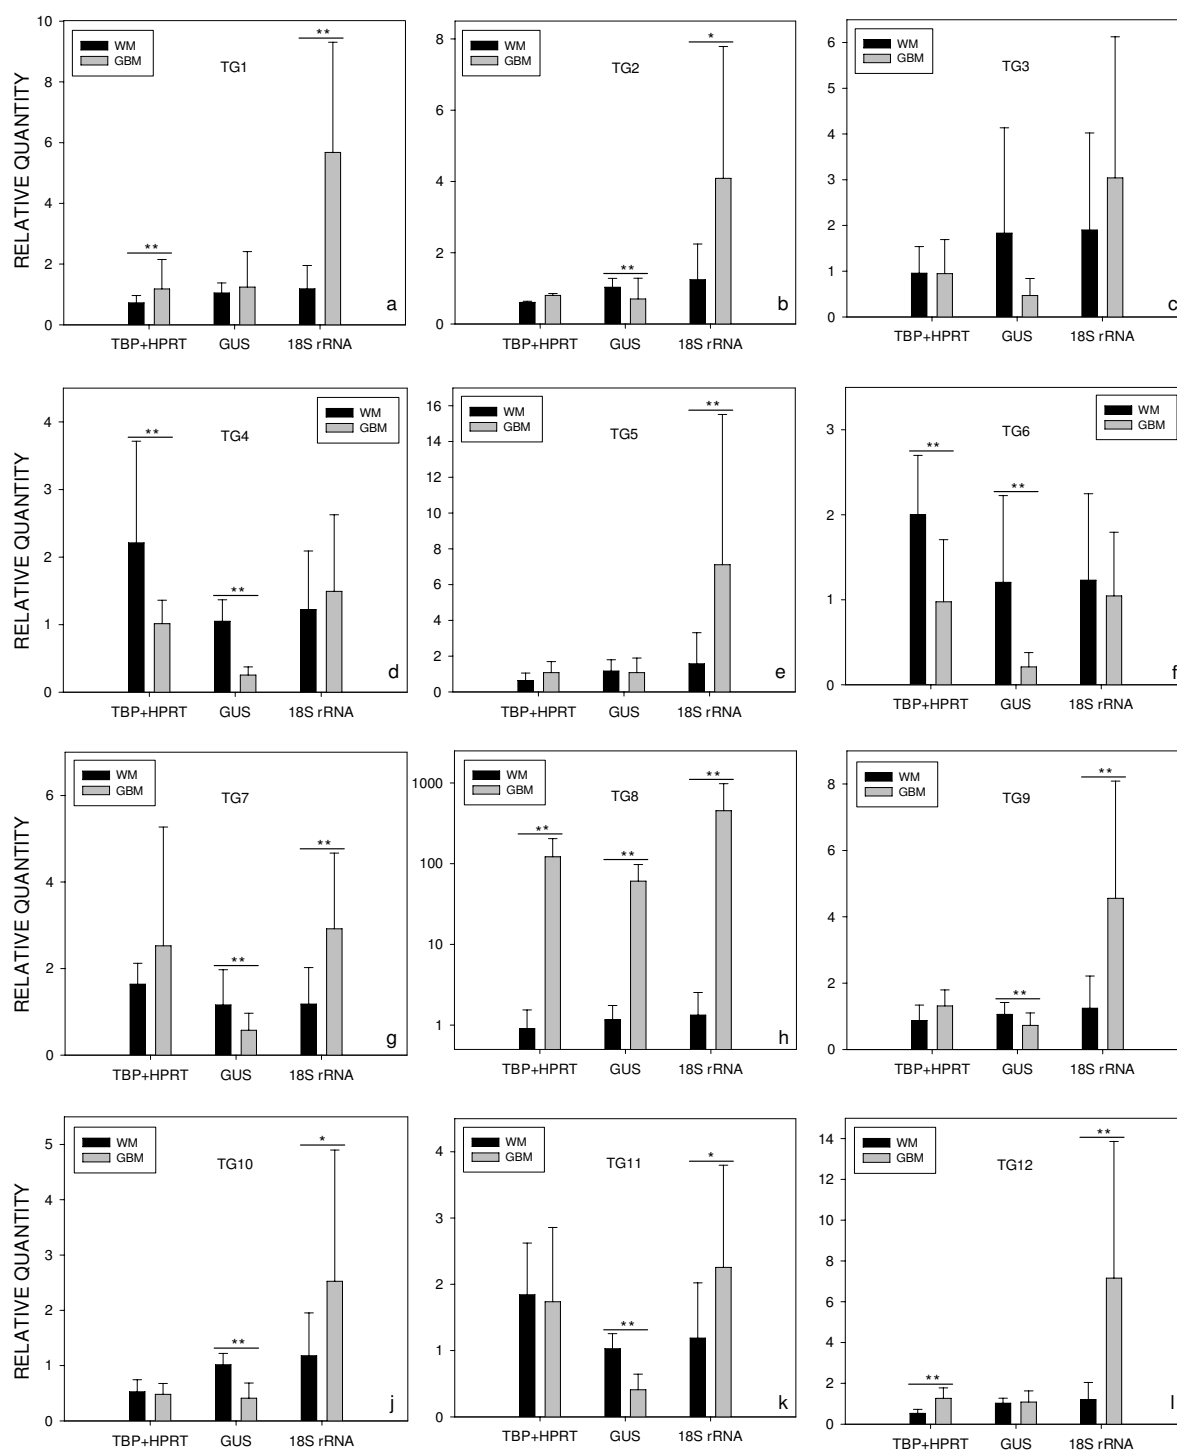 RELATIVE QUANTITY
10
8
6
4
2
0
WM
GBM
TG1
**
**
a
TBP+HPRT GUS 18S rRNA
8
6
4
2
0
WM
GBM
TG2
*
**
b
TBP+HPRT GUS 18S rRNA
6
5
4
3
2
1
0
WM
GBM
TG3
c
TBP+HPRT GUS 18S rRNA
RELATIVE QUANTITY
4
3
2
1
0
WM
GBM
TG4
**
**
d
TBP+HPRT GUS 18S rRNA
16
14
12
10
8
6
4
2
0
WM
GBM
TG5
**
e
TBP+HPRT GUS 18S rRNA
3
2
1
0
WM
GBM
TG6
**
**
f
TBP+HPRT GUS 18S rRNA
RELATIVE QUANTITY
6
4
2
0
WM
GBM
TG7
**
**
g
TBP+HPRT GUS 18S rRNA
1000
100
10
1
WM
GBM
TG8
**
**
**
h
TBP+HPRT GUS 18S rRNA
8
6
4
2
0
WM
GBM
TG9
**
**
i
TBP+HPRT GUS 18S rRNA
RELATIVE QUANTITY
5
4
3
2
1
0
WM
GBM
TG10
*
**
j
TBP+HPRT GUS 18S rRNA
4
3
2
1
0
WM
GBM
TG11
*
**
k
TBP+HPRT GUS 18S rRNA
14
12
10
8
6
4
2
0
WM
GBM
TG12
**
**
l
TBP+HPRT GUS 18S rRNA